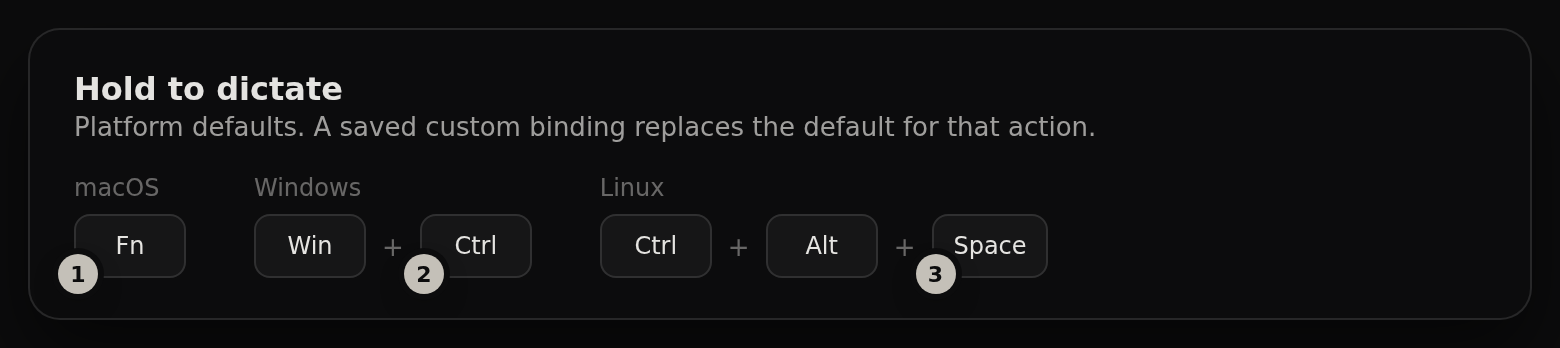 Hold to dictate
Platform defaults. A saved custom binding replaces the default for that action.
macOS Windows Linux
Fn Win + Ctrl Ctrl + Alt + Space
1 2 3